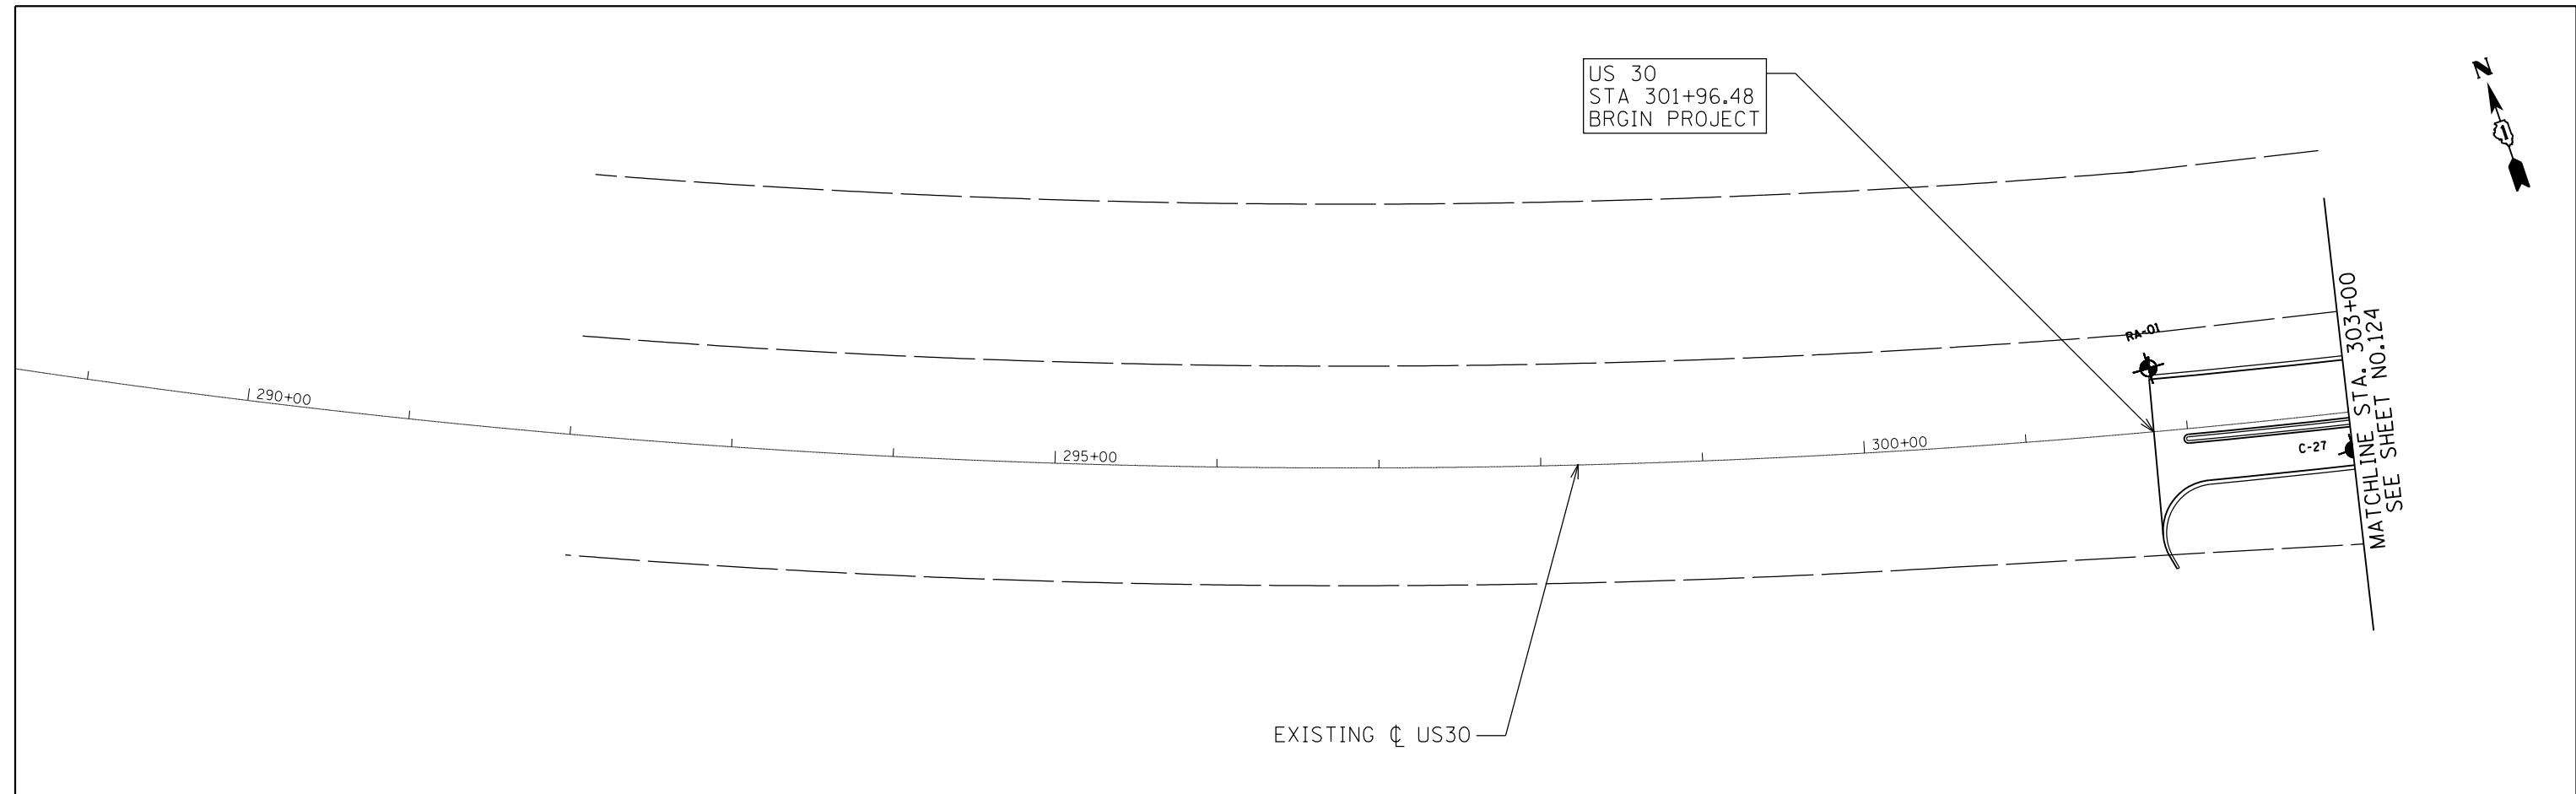 US 30
STA 301+96.48
BRGIN PROJECT
N
1
RA-01
290+00
295+00
300+00
C-27
MATCHLINE STA. 303+00
SEE SHEET NO.124
EXISTING ℄ US30